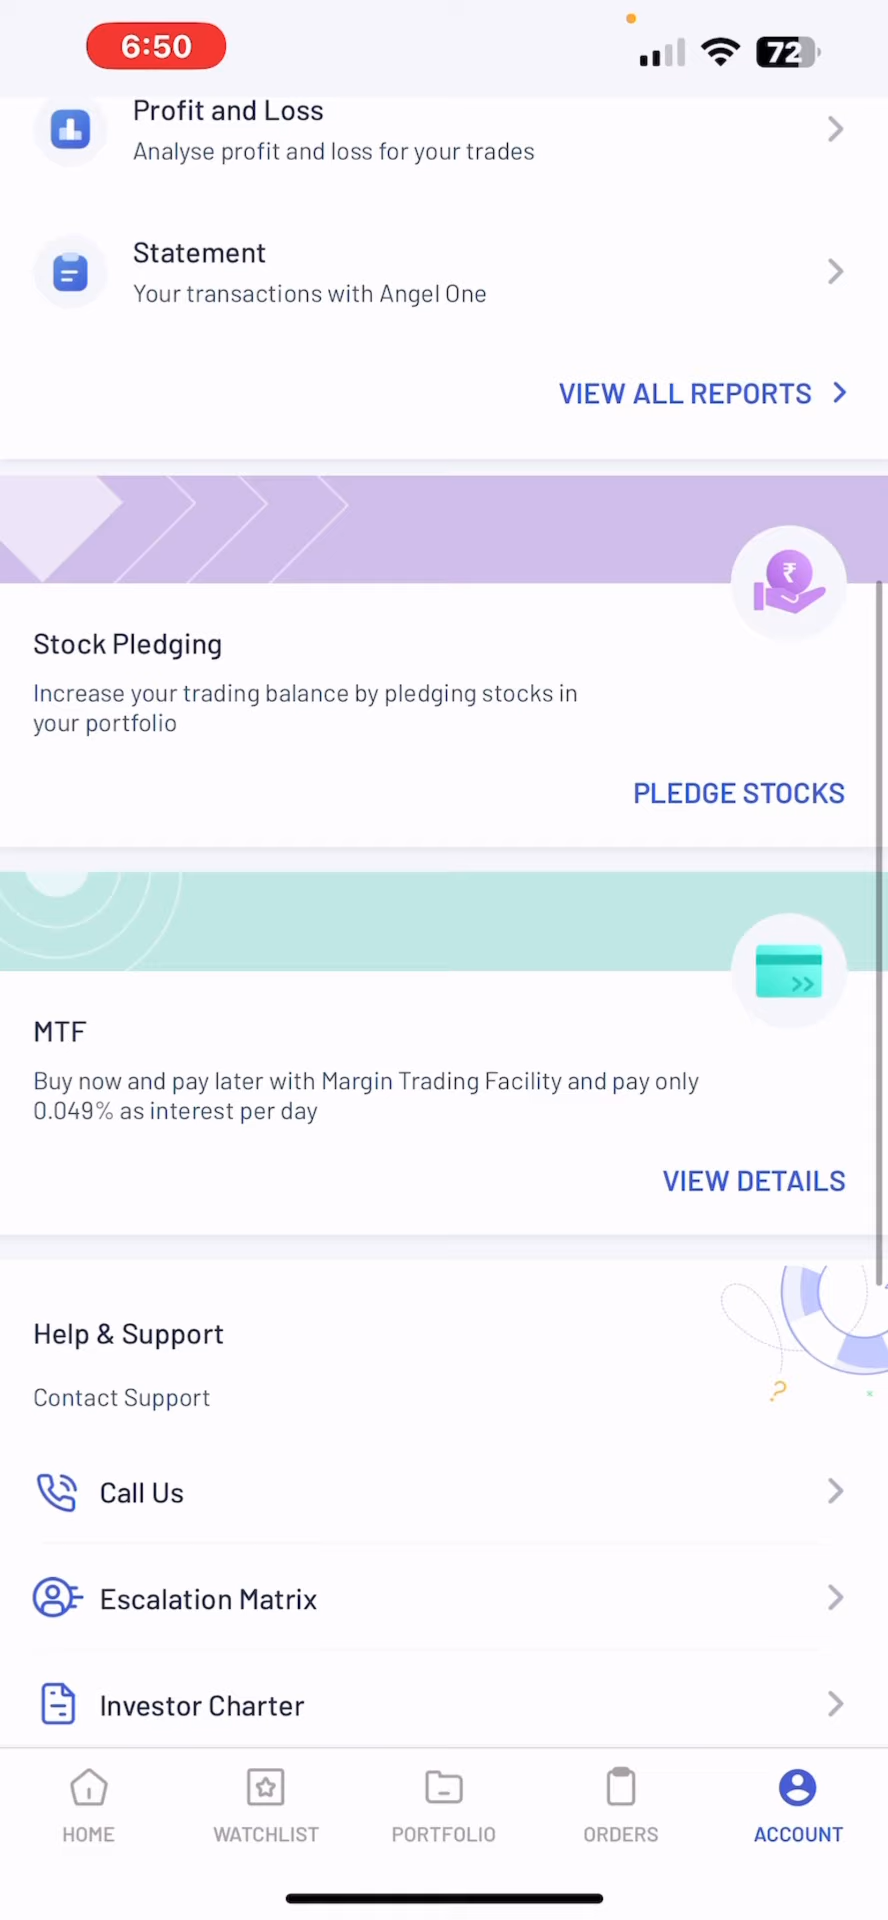 6:50
72
Profit and Loss
Analyse profit and loss for your trades
Statement
Your transactions with Angel One
VIEW ALL REPORTS
₹
Stock Pledging
Increase your trading balance by pledging stocks in
your portfolio
PLEDGE STOCKS
MTF
Buy now and pay later with Margin Trading Facility and pay only
0.049% as interest per day
VIEW DETAILS
Help & Support
?
Contact Support
Call Us
Escalation Matrix
Investor Charter
HOME
WATCHLIST
PORTFOLIO
ORDERS
ACCOUNT